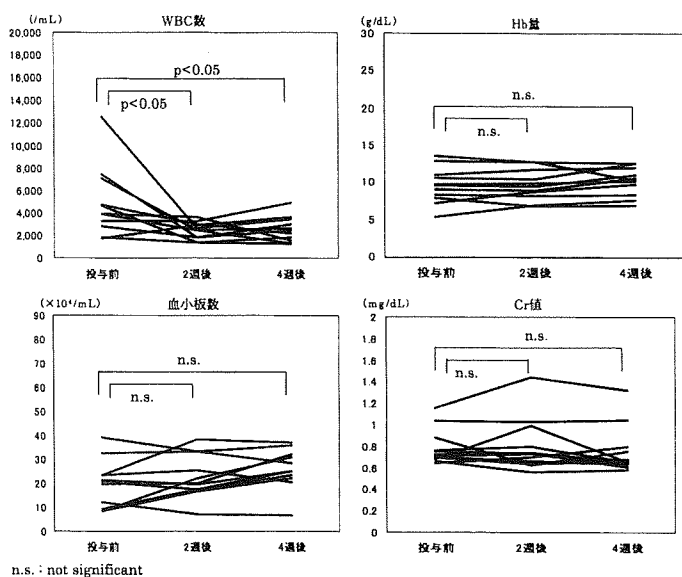 (/mL) WBC数
20,000
18,000
16,000
14,000
12,000
10,000
8,000
6,000
4,000
2,000
0
p<0.05
p<0.05
投与前 2週後 4週後
(g/dL) Hb量
30
25
20
15
10
5
0
n.s.
n.s.
投与前 2週後 4週後
(×10⁴/mL) 血小板数
90
80
70
60
50
40
30
20
10
0
n.s.
n.s.
投与前 2週後 4週後
(mg/dL) Cr値
2
1.8
1.6
1.4
1.2
1
0.8
0.6
0.4
0.2
0
n.s.
n.s.
投与前 2週後 4週後
n.s.：not significant